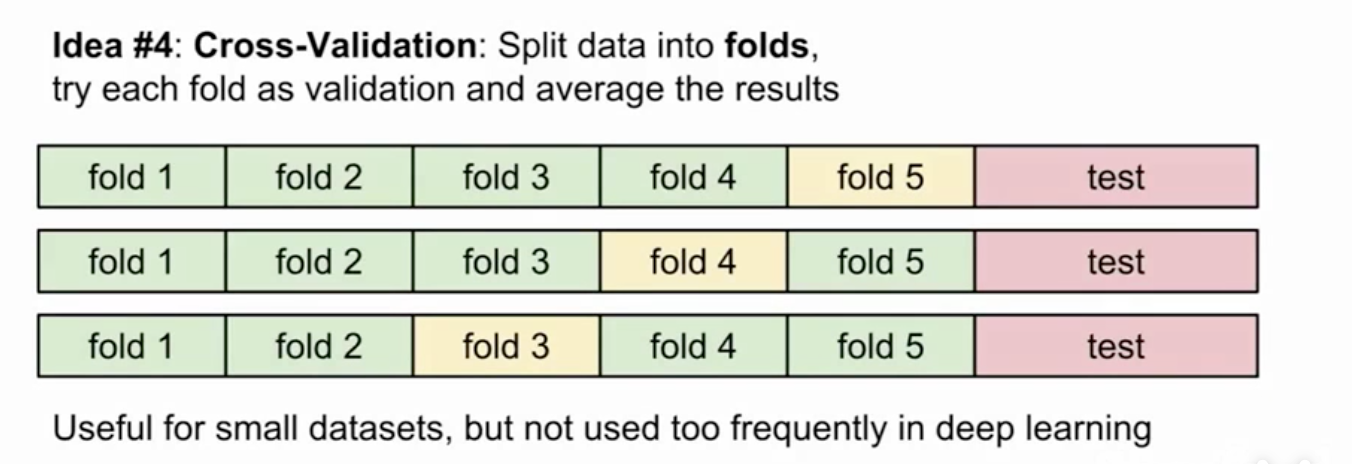 Idea #4: Cross-Validation: Split data into folds,
try each fold as validation and average the results
fold 1 fold 2 fold 3 fold 4 fold 5 test
fold 1 fold 2 fold 3 fold 4 fold 5 test
fold 1 fold 2 fold 3 fold 4 fold 5 test
Useful for small datasets, but not used too frequently in deep learning